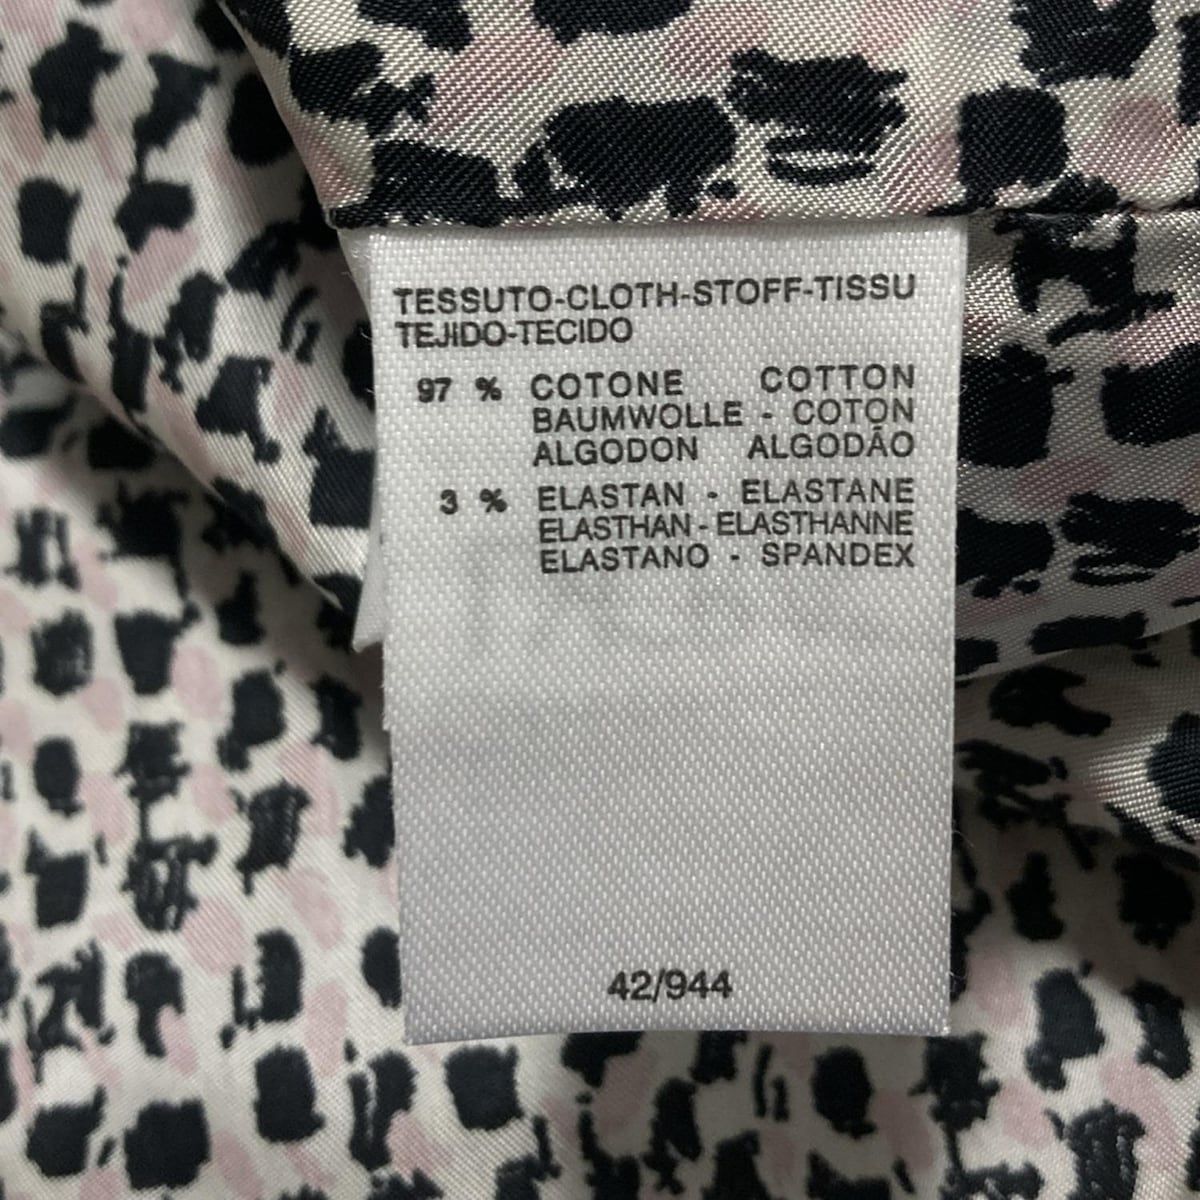 TESSUTO-CLOTH-STOFF-TISSU
TEJIDO-TECIDO
97 % COTONE COTTON
BAUMWOLLE - COTON
ALGODON ALGODÃO
3 % ELASTAN - ELASTANE
ELASTHAN - ELASTHANNE
ELASTANO - SPANDEX
42/944